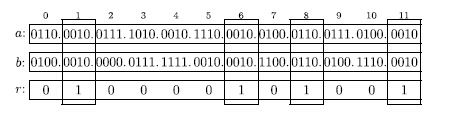 0 1 2 3 4 5 6 7 8 9 10 11
a: 0110. 0010. 0111. 1010. 0010. 1110. 0010. 0100. 0110. 0111. 0100. 0010
b: 0100. 0010. 0000. 0111. 1111. 0010. 0010. 1100. 0110. 0100. 1110. 0010
r: 0 1 0 0 0 0 1 0 1 0 0 1